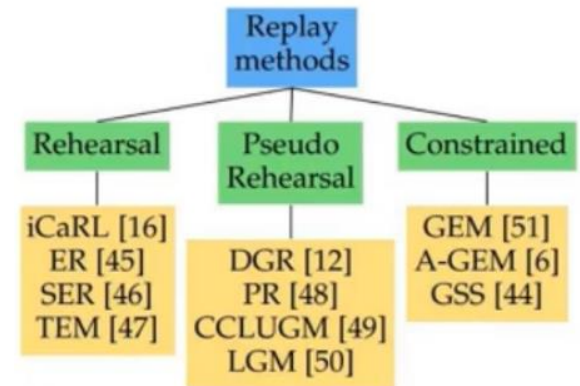 Replay
methods
Rehearsal
Pseudo
Rehearsal
Constrained
iCaRL [16]
ER [45]
SER [46]
TEM [47]
DGR [12]
PR [48]
CCLUGM [49]
LGM [50]
GEM [51]
A-GEM [6]
GSS [44]